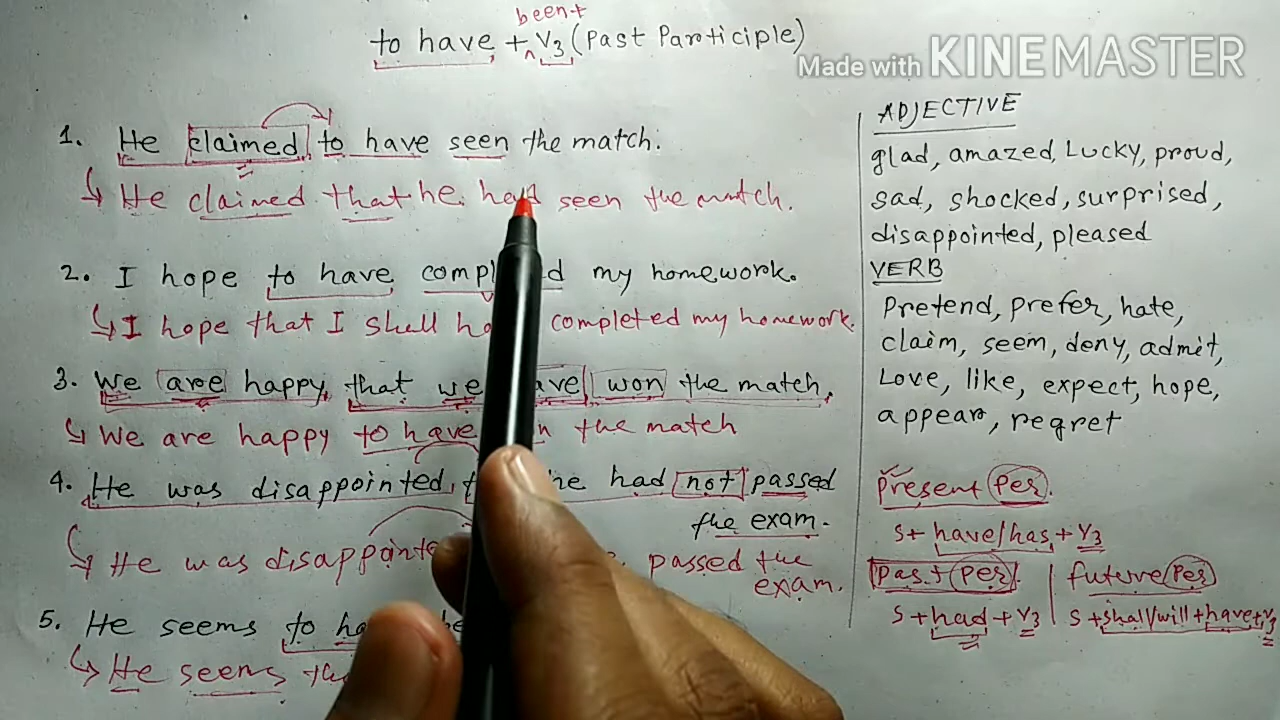 been+
to have + ^ V3 (Past Participle)
Made with KINEMASTER
1. He claimed to have seen the match.
↳ He claimed that he had seen the match.
2. I hope to have completed my homework.
↳ I hope that I shall have completed my homework.
3. We are happy, that we have won the match,
↳ We are happy to have the match
4. He was disappointed, he had not passed
the exam.
↳ He was disappointed passed the
exam.
5. He seems to
↳ He seems
ADJECTIVE
glad, amazed, Lucky, proud,
sad, shocked, surprised,
disappointed, pleased
VERB
Pretend, prefer, hate,
claim, seem, deny, admit,
Love, like, expect, hope,
appear, regret
Present Per.
S+ have/has + V3
Past Per.
S + had + V3
future Per
S + shall/will + have + V3